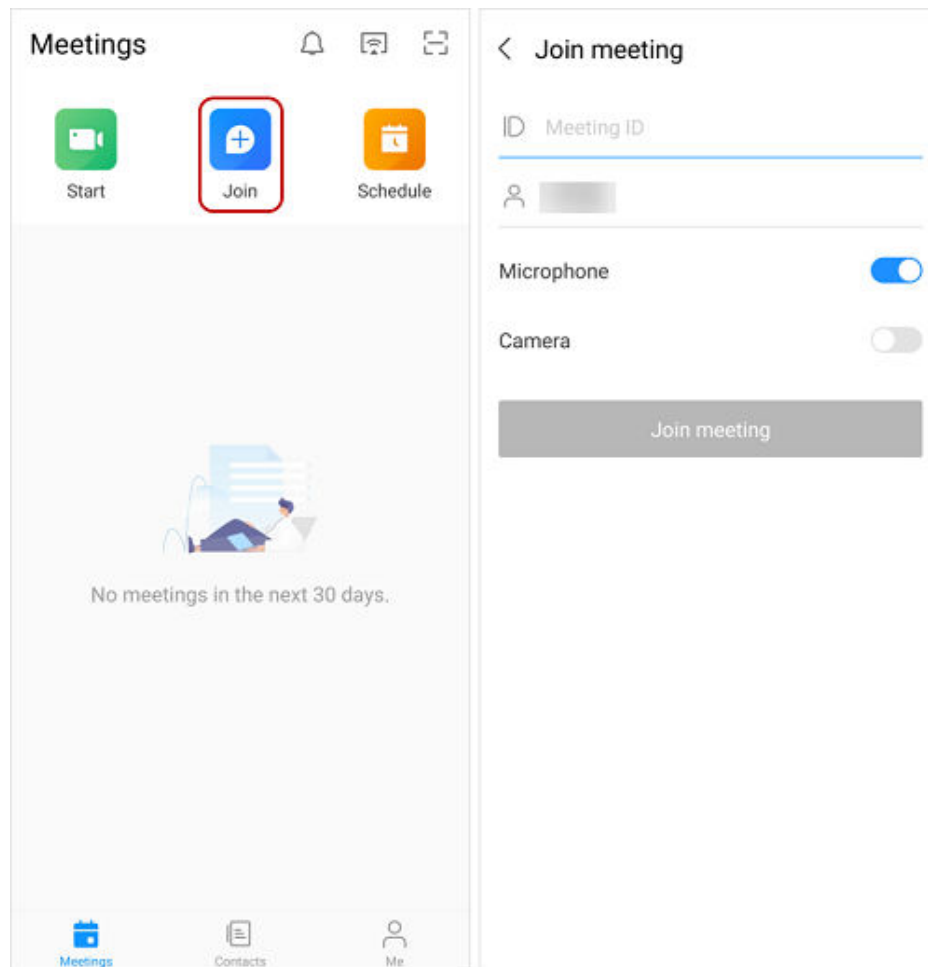 Meetings
Start
Join
Schedule
No meetings in the next 30 days.
Meetings
Contacts
Me
Join meeting
ID Meeting ID
Microphone
Camera
Join meeting